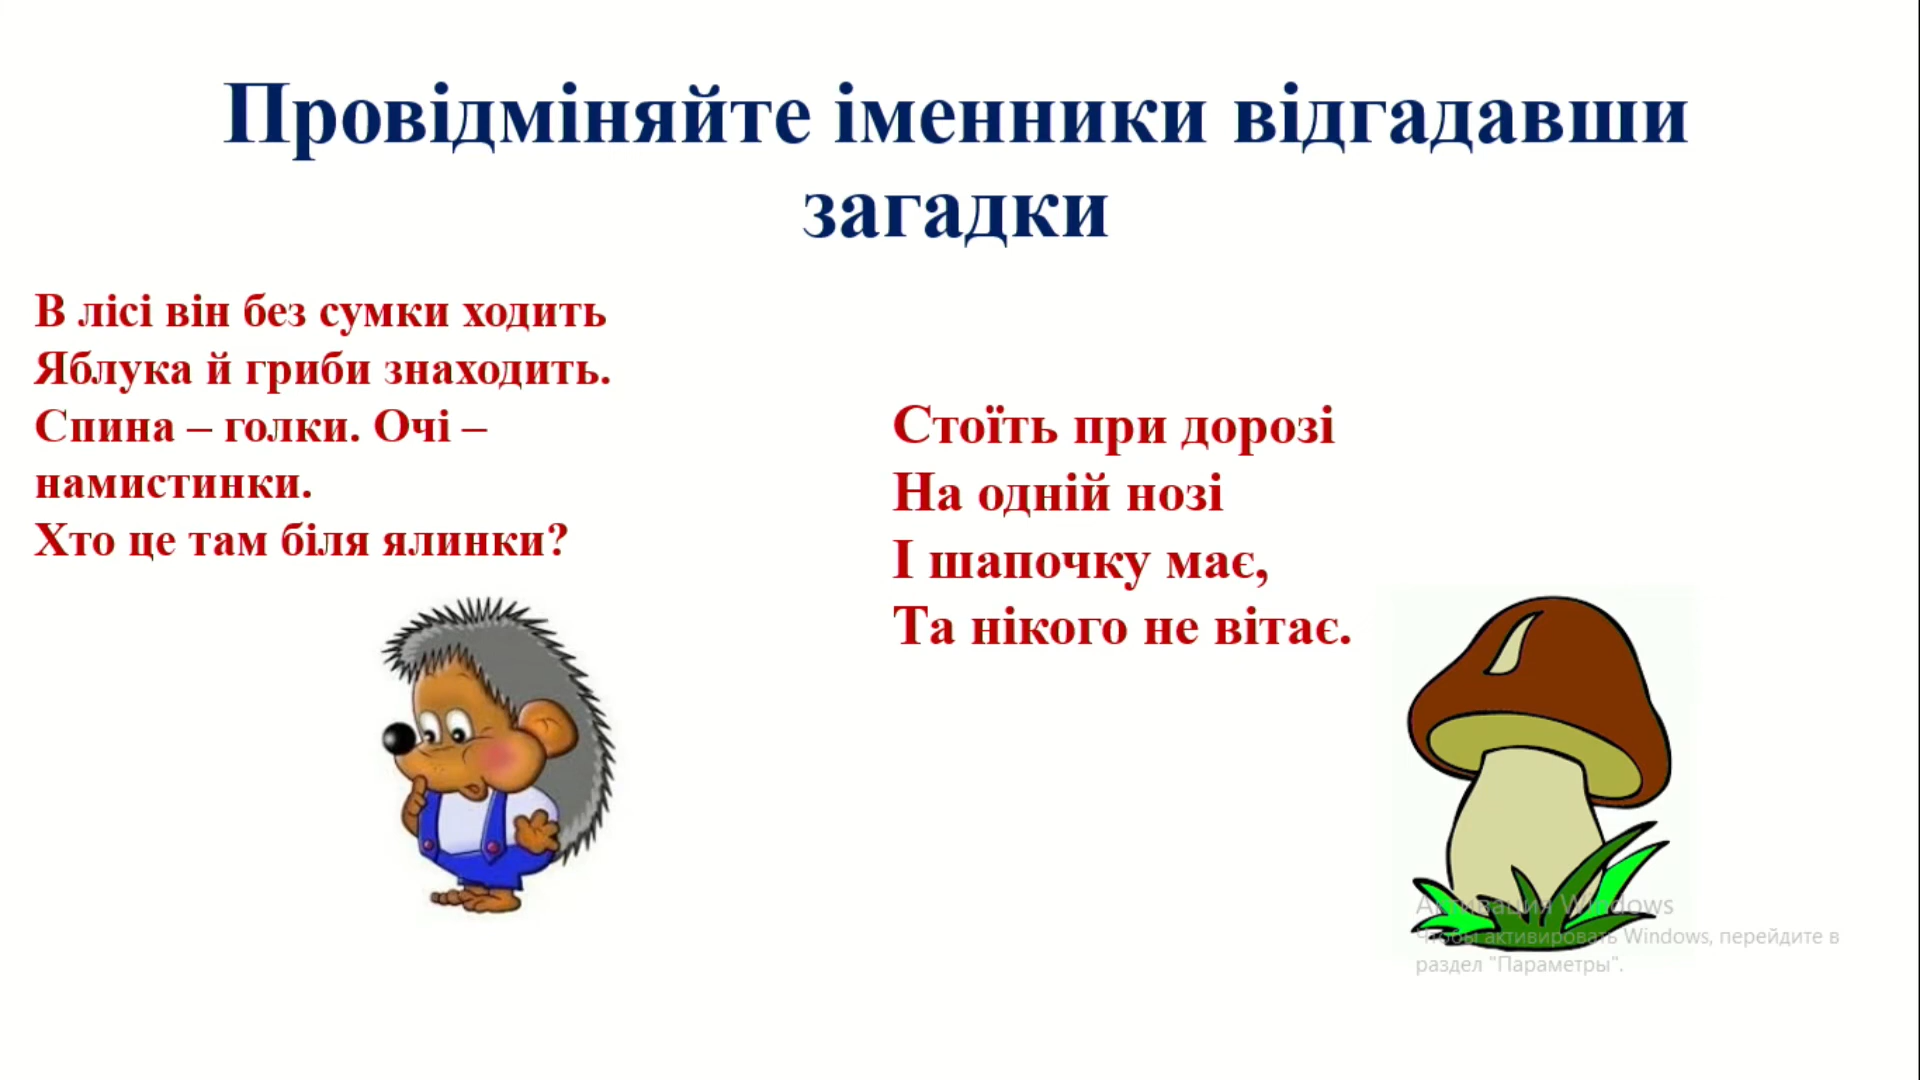 Провідміняйте іменники відгадавши
загадки
В лісі він без сумки ходить
Яблука й гриби знаходить.
Спина – голки. Очі –
намистинки.
Хто це там біля ялинки?
Стоїть при дорозі
На одній нозі
І шапочку має,
Та нікого не вітає.
Активация Windows
Чтобы активировать Windows, перейдите в
раздел "Параметры".